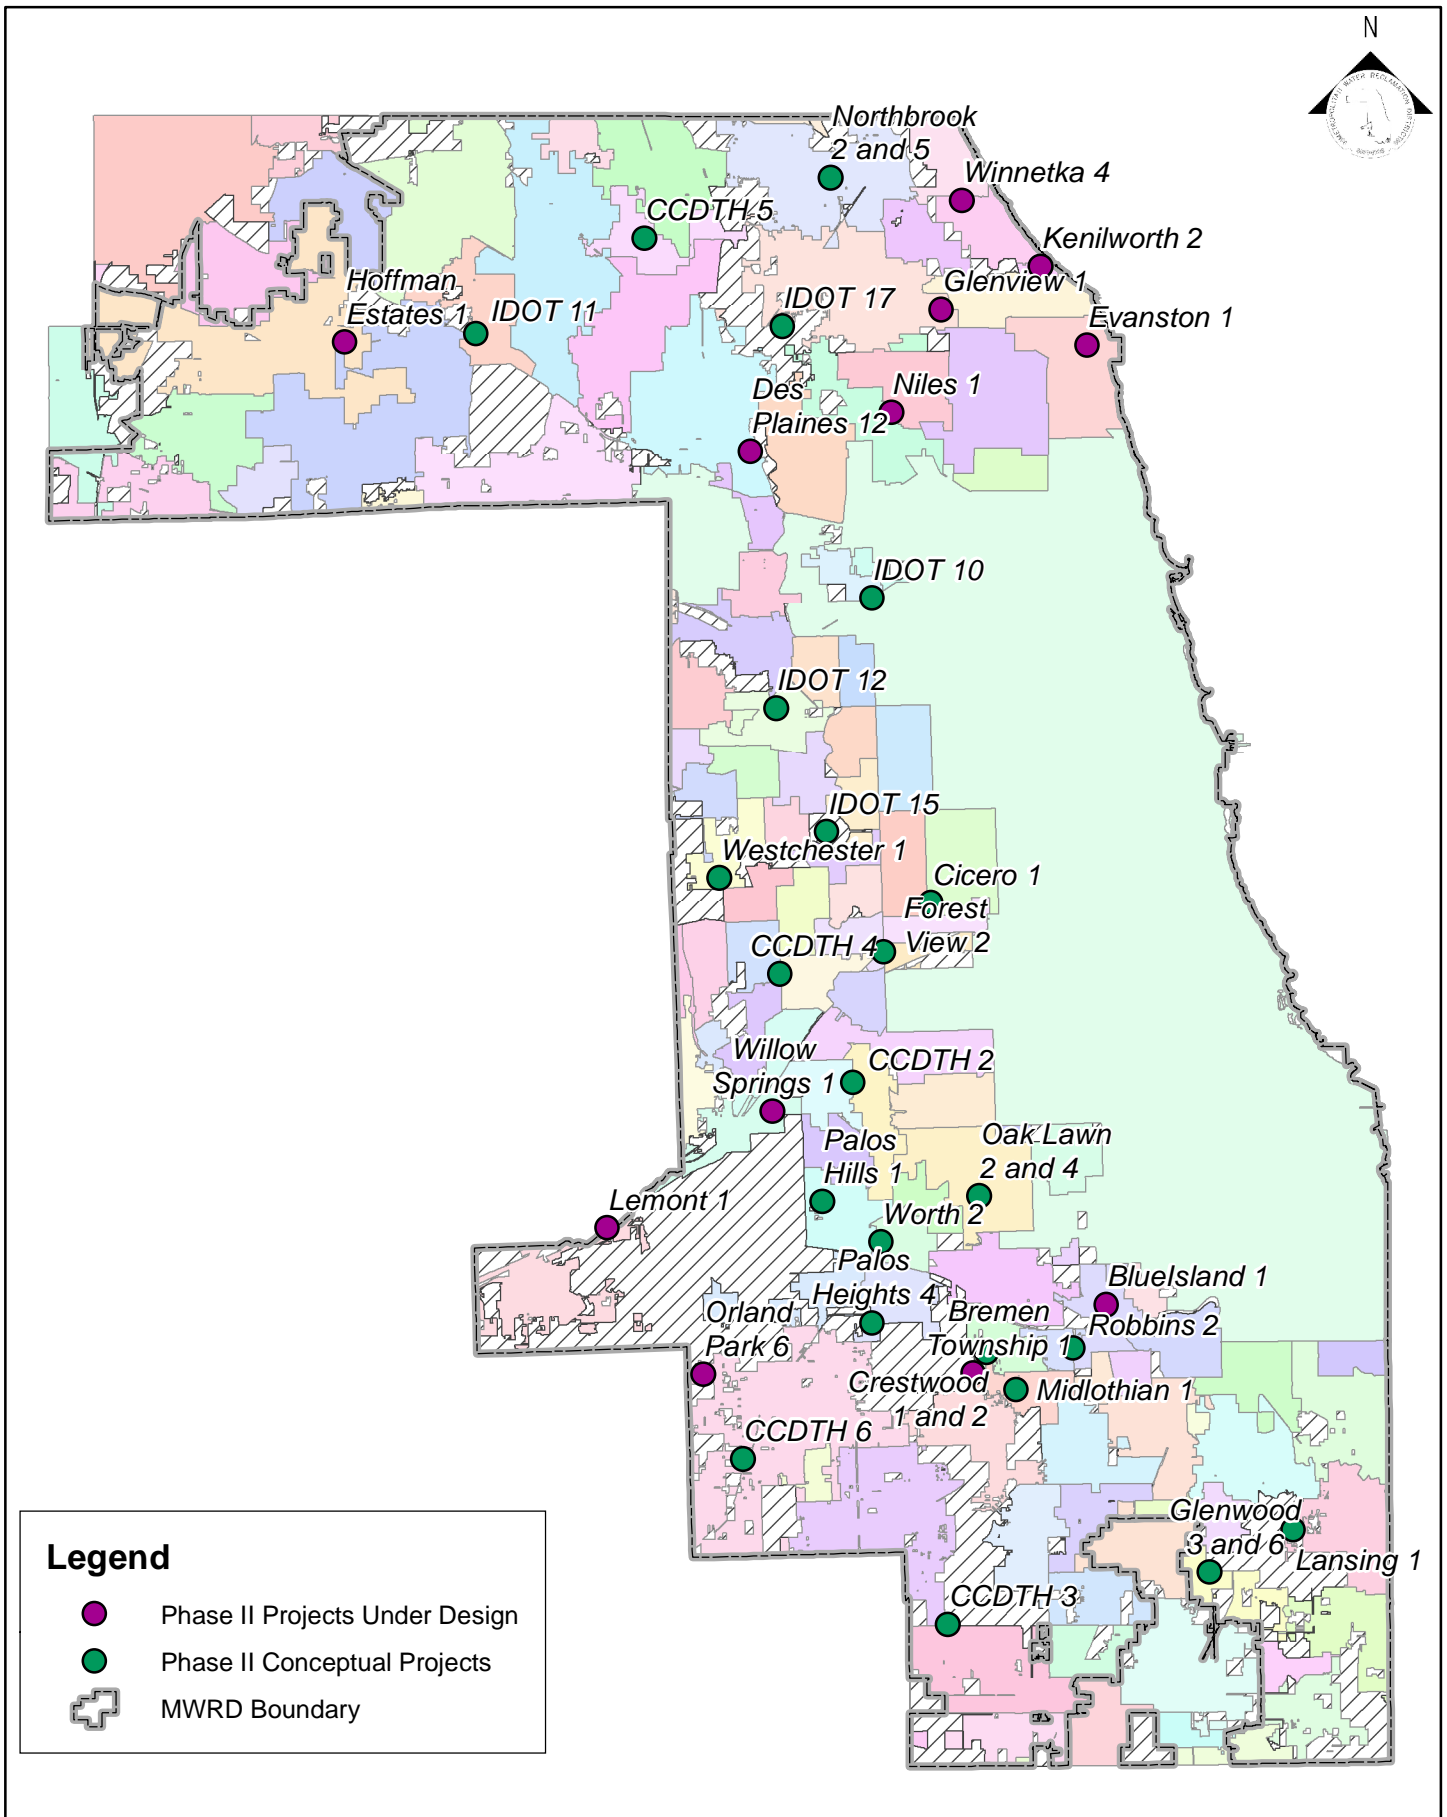 N
METROPOLITAN WATER RECLAMATION DISTRICT
Northbrook
2 and 5
Winnetka 4
CCDTH 5
Kenilworth 2
Hoffman
Estates 1
Glenview 1
IDOT 11
IDOT 17
Evanston 1
Niles 1
Des
Plaines 12
IDOT 10
IDOT 12
IDOT 15
Westchester 1
Cicero 1
Forest
View 2
CCDTH 4
Willow
Springs 1
CCDTH 2
Palos
Hills 1
Oak Lawn
2 and 4
Lemont 1
Worth 2
Palos
Heights 4
BlueIsland 1
Orland
Park 6
Bremen
Township 1
Robbins 2
Crestwood
1 and 2
Midlothian 1
CCDTH 6
Glenwood
3 and 6
Lansing 1
CCDTH 3
Legend
Phase II Projects Under Design
Phase II Conceptual Projects
MWRD Boundary